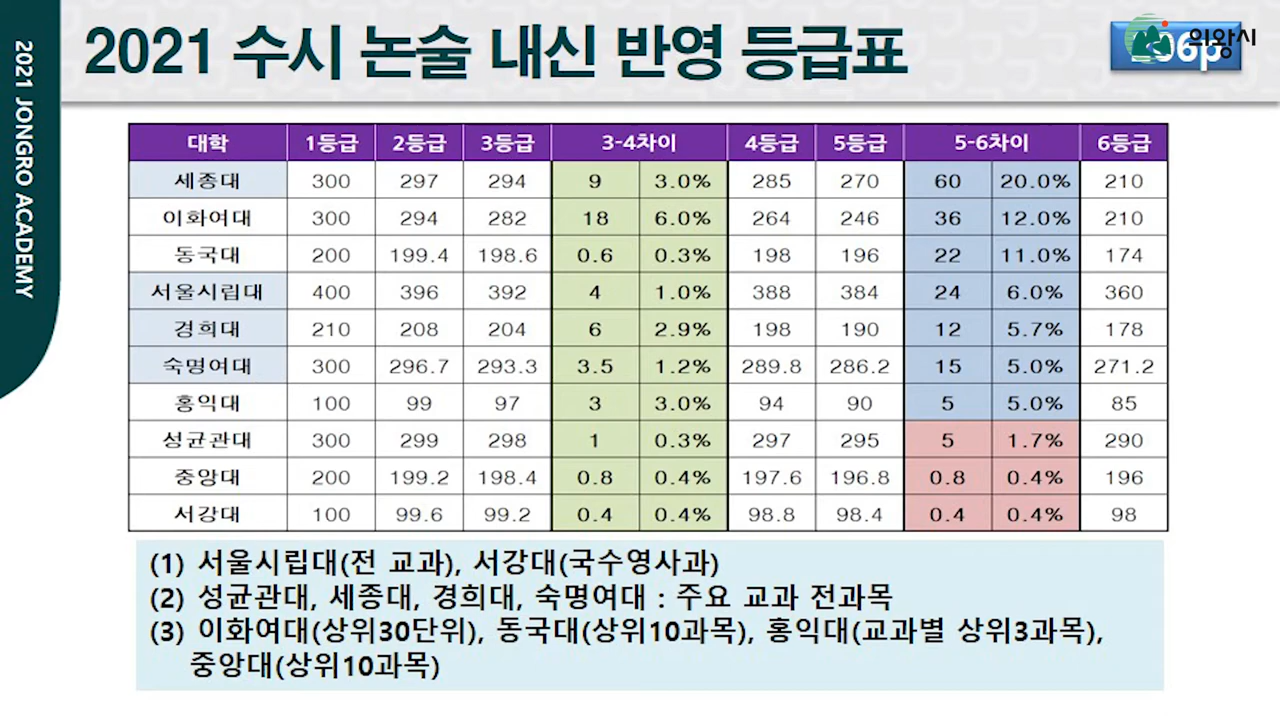 2021 JONGRO ACADEMY
2021 수시 논술 내신 반영 등급표
의왕시
대학 1등급 2등급 3등급 3-4차이 4등급 5등급 5-6차이 6등급
세종대 300 297 294 9 3.0% 285 270 60 20.0% 210
이화여대 300 294 282 18 6.0% 264 246 36 12.0% 210
동국대 200 199.4 198.6 0.6 0.3% 198 196 22 11.0% 174
서울시립대 400 396 392 4 1.0% 388 384 24 6.0% 360
경희대 210 208 204 6 2.9% 198 190 12 5.7% 178
숙명여대 300 296.7 293.3 3.5 1.2% 289.8 286.2 15 5.0% 271.2
홍익대 100 99 97 3 3.0% 94 90 5 5.0% 85
성균관대 300 299 298 1 0.3% 297 295 5 1.7% 290
중앙대 200 199.2 198.4 0.8 0.4% 197.6 196.8 0.8 0.4% 196
서강대 100 99.6 99.2 0.4 0.4% 98.8 98.4 0.4 0.4% 98
(1) 서울시립대(전 교과), 서강대(국수영사과)
(2) 성균관대, 세종대, 경희대, 숙명여대 : 주요 교과 전과목
(3) 이화여대(상위30단위), 동국대(상위10과목), 홍익대(교과별 상위3과목),
중앙대(상위10과목)